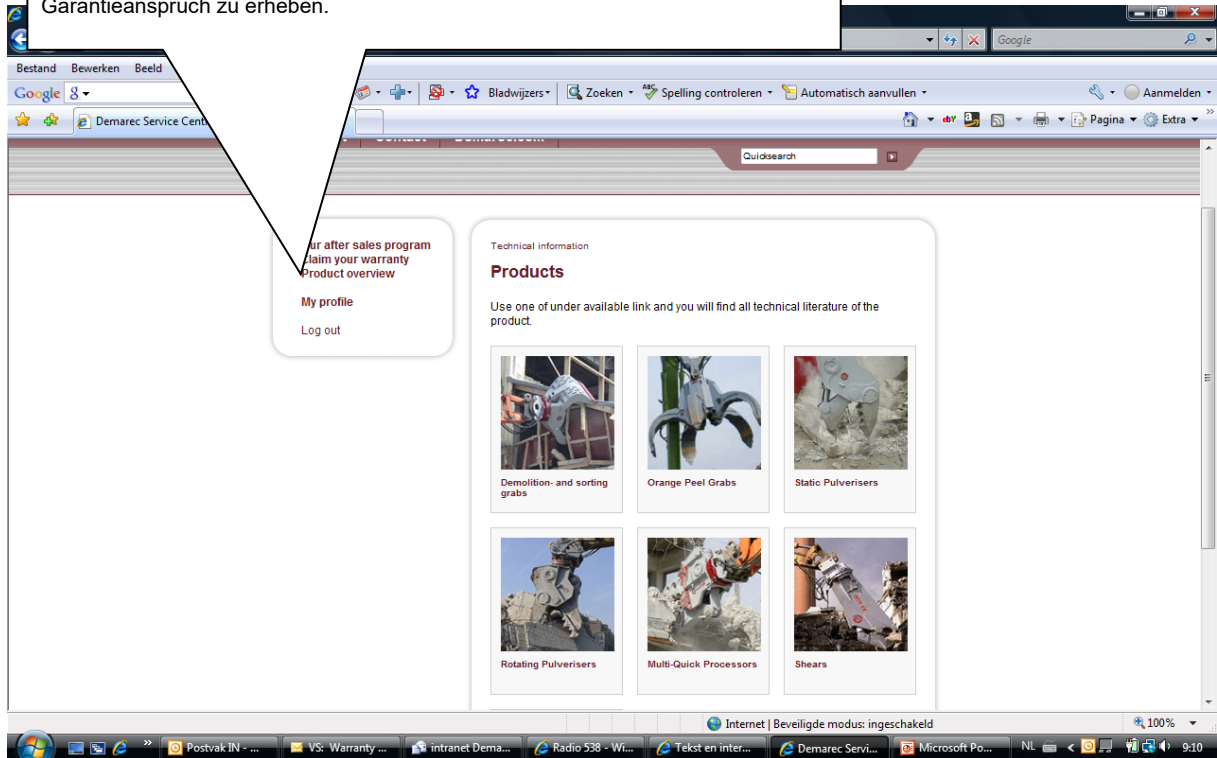 Garantieanspruch zu erheben.
Google
Bestand Bewerken Beeld
Google
Bladwijzers
Zoeken
Spelling controleren
Automatisch aanvullen
Aanmelden
Demarec Service
Pagina
Extra
Quicksearch
after sales program
Claim your warranty
Product overview
My profile
Log out
Technical information
Products
Use one of under available link and you will find all technical literature of the
product.
Demolition- and sorting
grabs
Orange Peel Grabs
Static Pulverisers
Rotating Pulverisers
Multi-Quick Processors
Shears
Internet | Beveiligde modus: ingeschakeld
100%
Postvak IN - ...
VS: Warranty ...
intranet Dema...
Radio 538 - Wi...
Tekst en inter...
Demarec Servi...
Microsoft Po...
NL
9:10